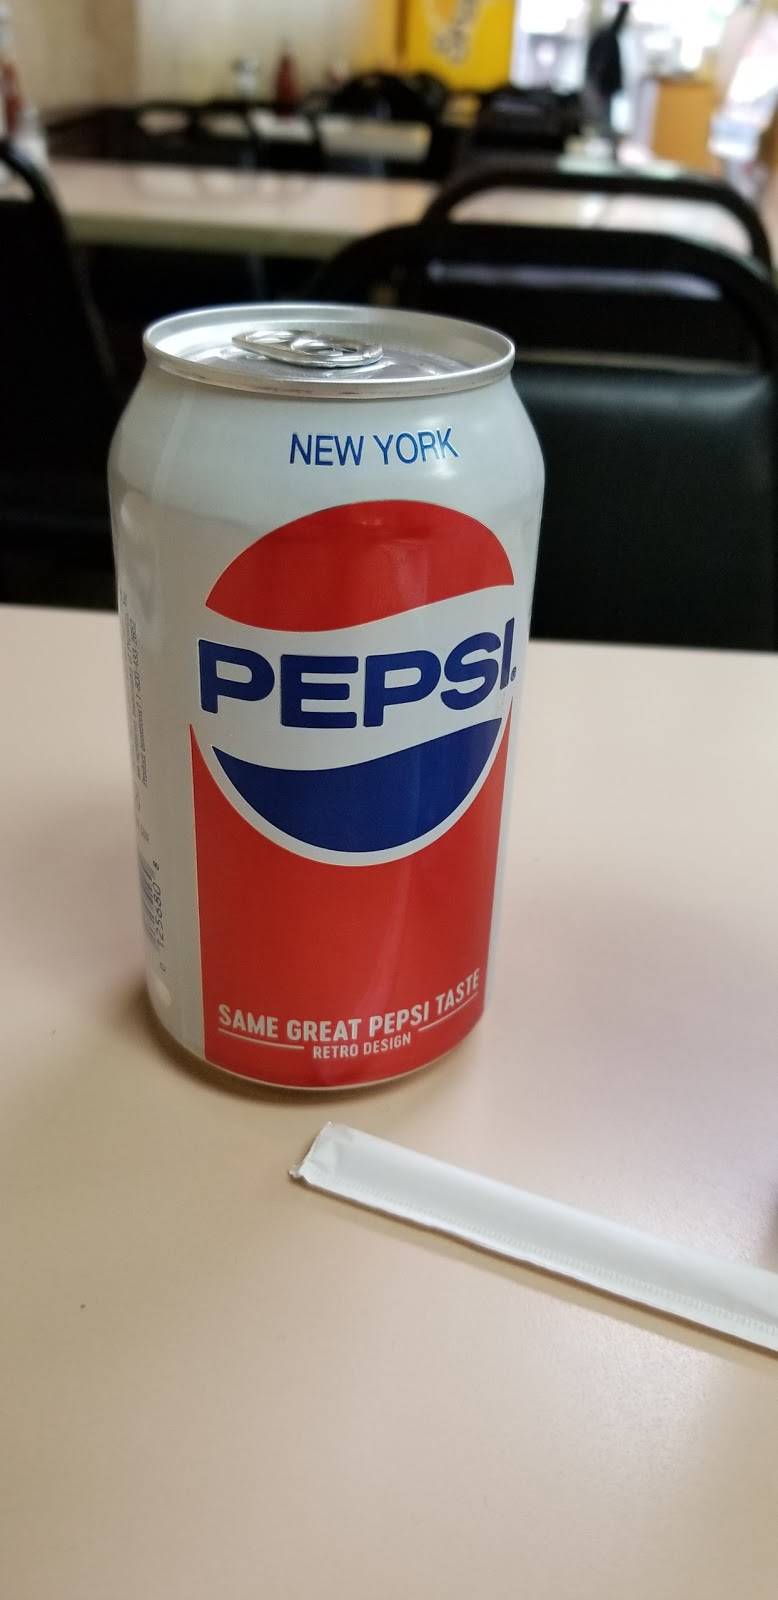 NEW YORK
PEPSI®
SAME GREAT PEPSI TASTE
RETRO DESIGN